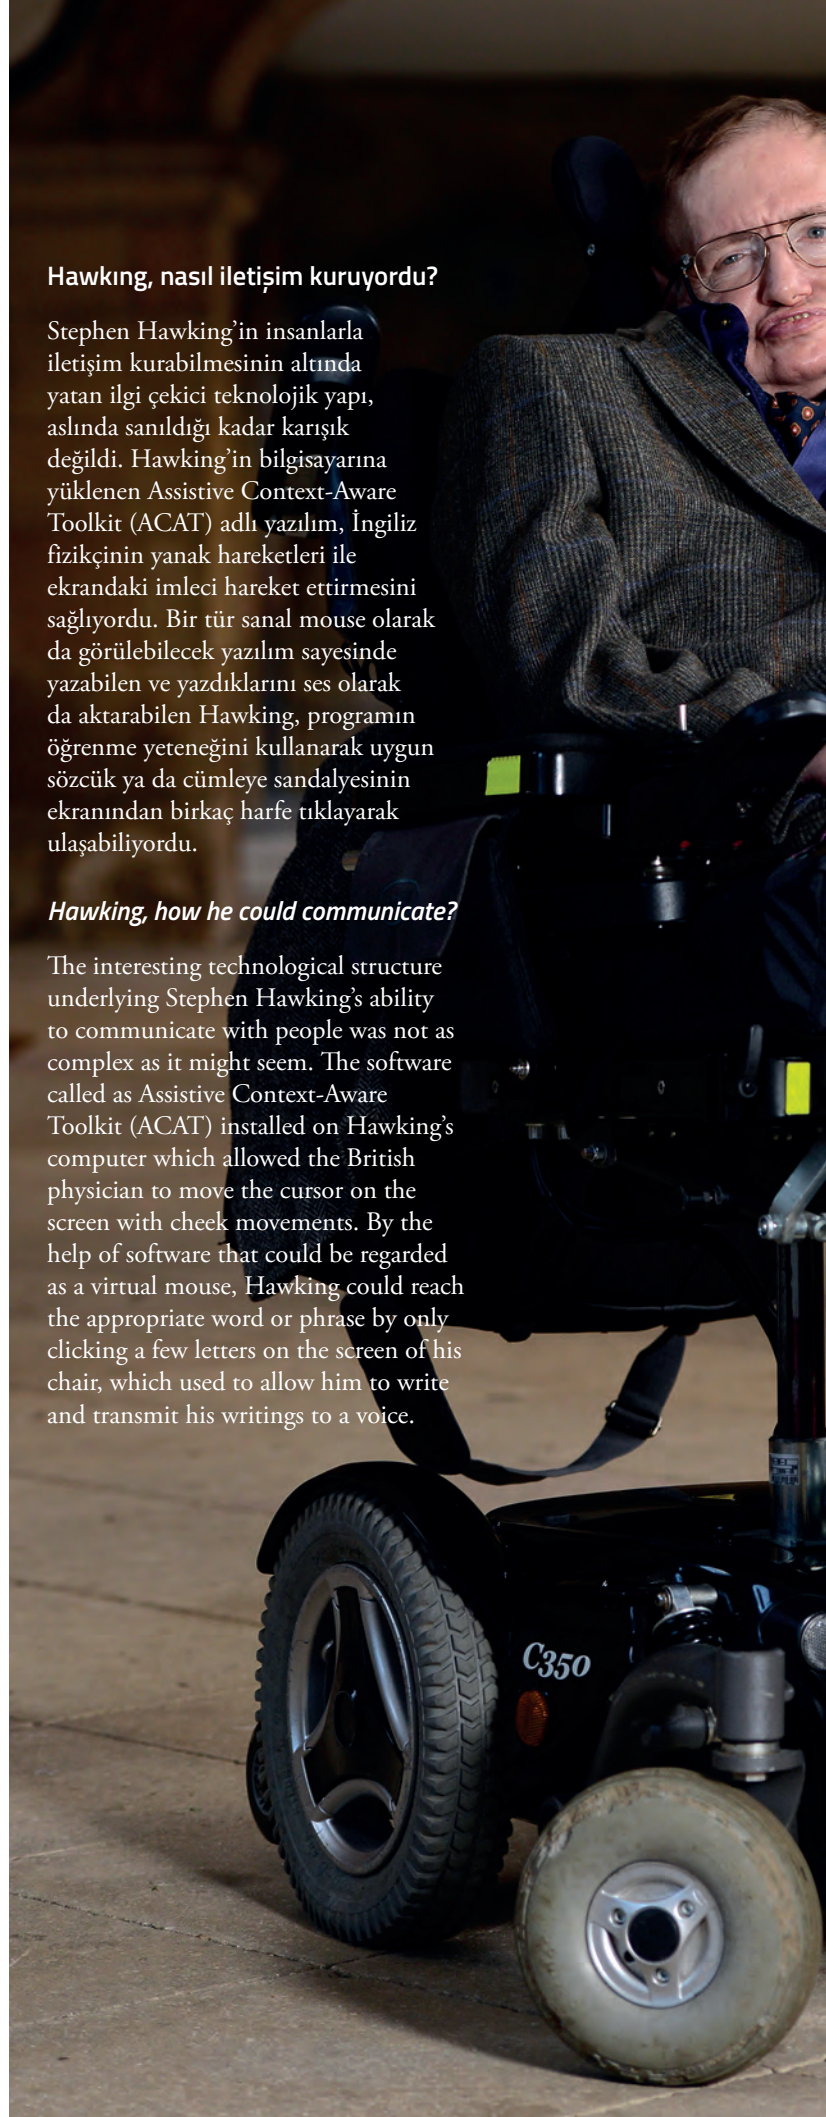 Hawkıng, nasıl iletişim kuruyordu?
Stephen Hawking’in insanlarla
iletişim kurabilmesinin altında
yatan ilgi çekici teknolojik yapı,
aslında sanıldığı kadar karışık
değildi. Hawking’in bilgisayarına
yüklenen Assistive Context-Aware
Toolkit (ACAT) adlı yazılım, İngiliz
fizikçinin yanak hareketleri ile
ekrandaki imleci hareket ettirmesini
sağlıyordu. Bir tür sanal mouse olarak
da görülebilecek yazılım sayesinde
yazabilen ve yazdıklarını ses olarak
da aktarabilen Hawking, programın
öğrenme yeteneğini kullanarak uygun
sözcük ya da cümleye sandalyesinin
ekranından birkaç harfe tıklayarak
ulaşabiliyordu.
Hawking, how he could communicate?
The interesting technological structure
underlying Stephen Hawking’s ability
to communicate with people was not as
complex as it might seem. The software
called as Assistive Context-Aware
Toolkit (ACAT) installed on Hawking’s
computer which allowed the British
physician to move the cursor on the
screen with cheek movements. By the
help of software that could be regarded
as a virtual mouse, Hawking could reach
the appropriate word or phrase by only
clicking a few letters on the screen of his
chair, which used to allow him to write
and transmit his writings to a voice.
C350